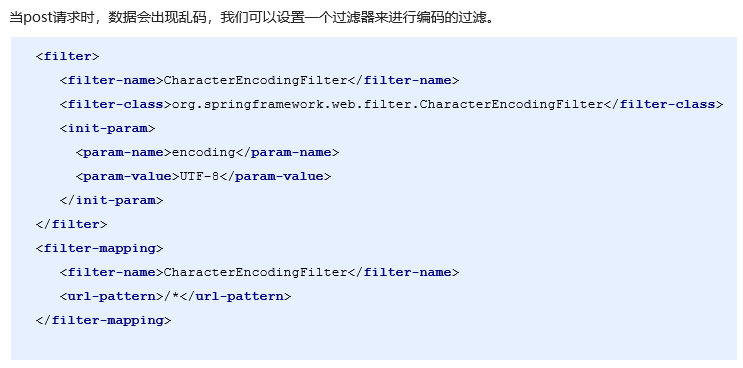 当post请求时，数据会出现乱码，我们可以设置一个过滤器来进行编码的过滤。
<filter>
<filter-name>CharacterEncodingFilter</filter-name>
<filter-class>org.springframework.web.filter.CharacterEncodingFilter</filter-class>
<init-param>
<param-name>encoding</param-name>
<param-value>UTF-8</param-value>
</init-param>
</filter>
<filter-mapping>
<filter-name>CharacterEncodingFilter</filter-name>
<url-pattern>/*</url-pattern>
</filter-mapping>